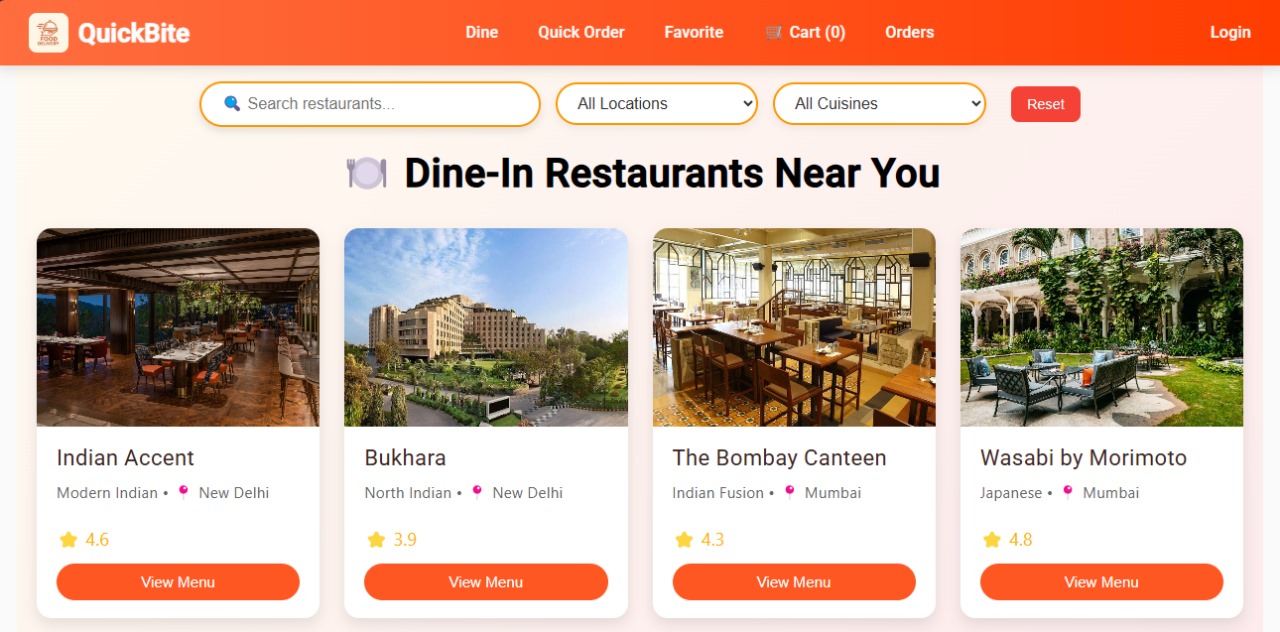 FOOD
DELIVERY
QuickBite
Dine
Quick Order
Favorite
🛒 Cart (0)
Orders
Login
🔍 Search restaurants...
All Locations
All Cuisines
Reset
🍽️ Dine-In Restaurants Near You
Indian Accent
Modern Indian • 📍 New Delhi
⭐ 4.6
View Menu
Bukhara
North Indian • 📍 New Delhi
⭐ 3.9
View Menu
The Bombay Canteen
Indian Fusion • 📍 Mumbai
⭐ 4.3
View Menu
Wasabi by Morimoto
Japanese • 📍 Mumbai
⭐ 4.8
View Menu